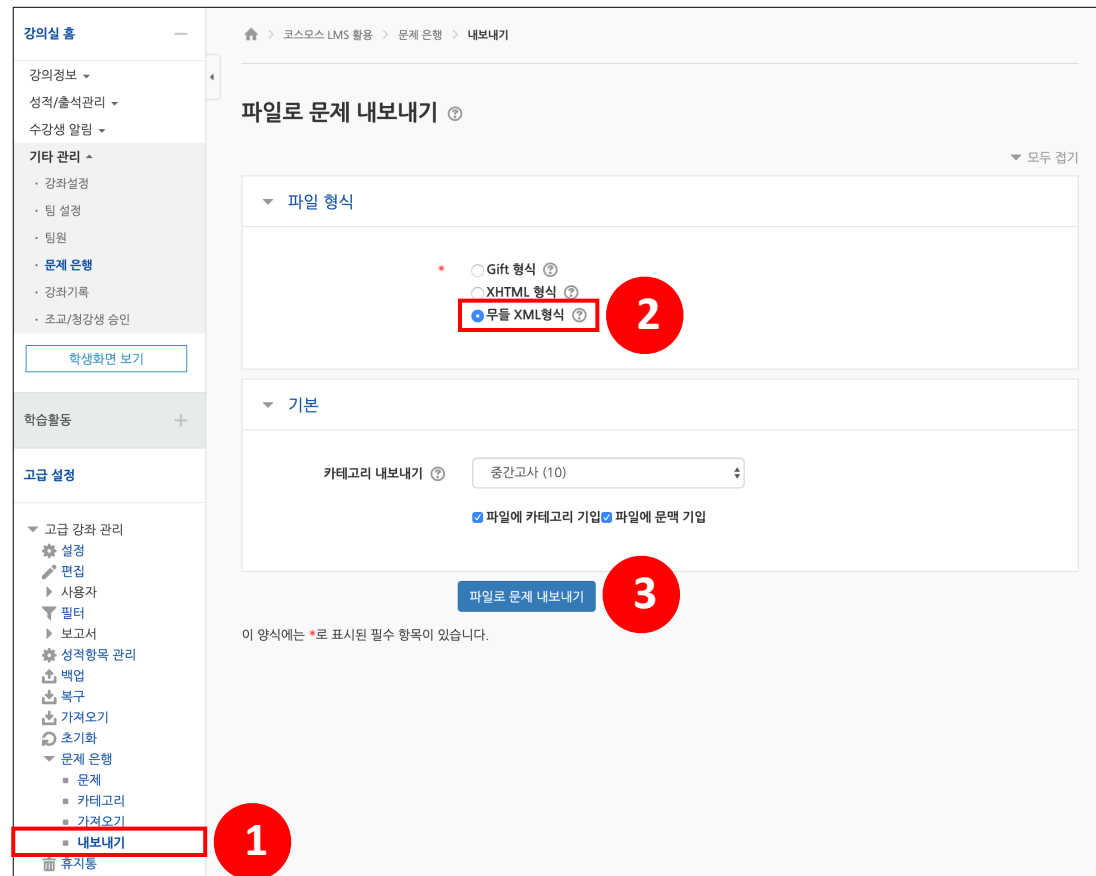 강의실 홈
강의정보
성적/출석관리
수강생 알림
기타 관리
· 강좌설정
· 팀 설정
· 팀원
· 문제 은행
· 강좌기록
· 조교/청강생 승인
학생화면 보기
학습활동
고급 설정
고급 강좌 관리
설정
편집
사용자
필터
보고서
성적항목 관리
백업
복구
가져오기
초기화
문제 은행
문제
카테고리
가져오기
내보내기
1
휴지통
코스모스 LMS 활용 > 문제 은행 > 내보내기
파일로 문제 내보내기
모두 접기
파일 형식
* Gift 형식
XHTML 형식
무들 XML형식
2
기본
카테고리 내보내기 중간고사 (10)
파일에 카테고리 기입 파일에 문맥 기입
파일로 문제 내보내기
3
이 양식에는 *로 표시된 필수 항목이 있습니다.